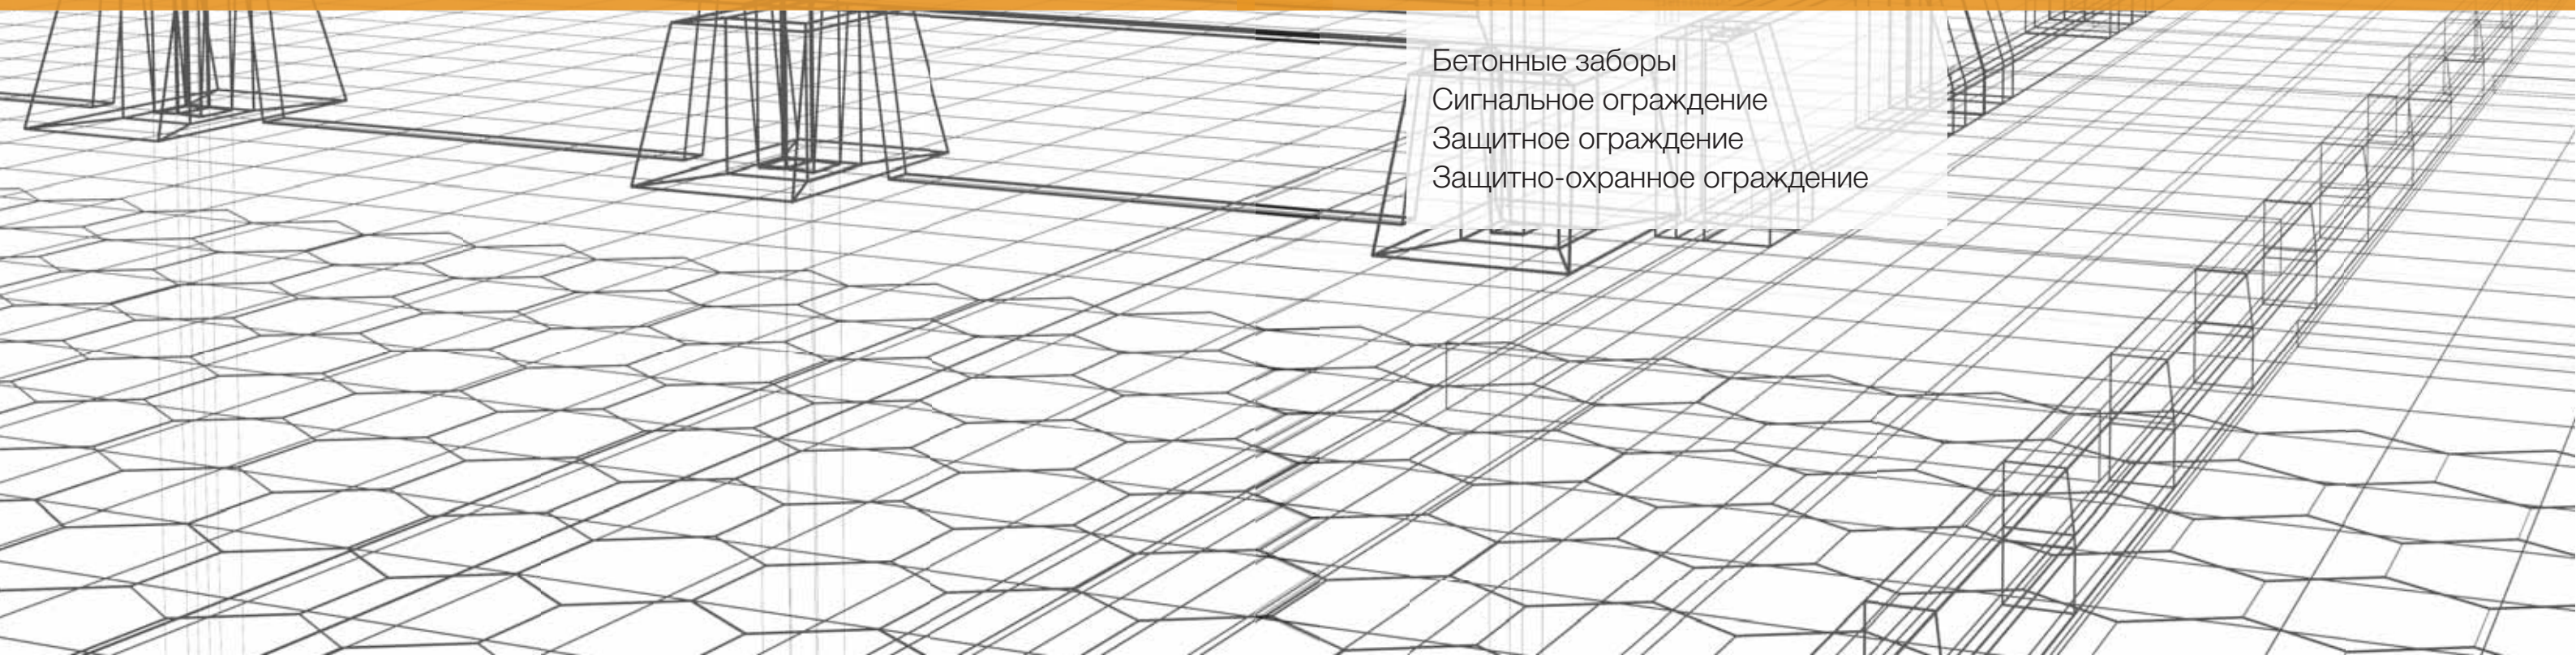 Бетонные заборы
Сигнальное ограждение
Защитное ограждение
Защитно-охранное ограждение